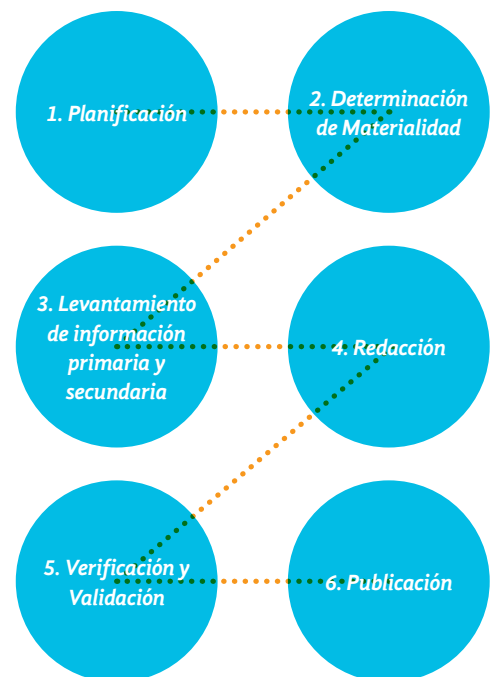 1. Planificación
2. Determinación
de Materialidad
3. Levantamiento
de información
primaria y
secundaria
4. Redacción
5. Verificación y
Validación
6. Publicación